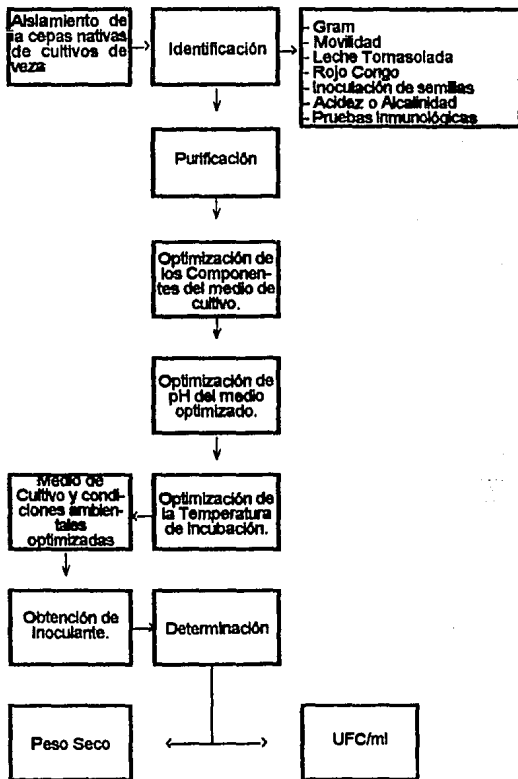 Aislamiento de
la cepas nativas
de cultivos de
veza
Identificación
- Gram
- Movilidad
- Leche Tornasolada
- Rojo Congo
- Inoculación de semillas
- Acidez o Alcalinidad
- Pruebas Inmunológicas
Purificación
Optimización de
los Componen-
tes del medio de
cultivo.
Optimización de
pH del medio
optimizado.
Optimización de
la Temperatura
de Incubación.
Medio de
Cultivo y condi-
ciones ambien-
tales
optimizadas
Obtención de
Inoculante.
Determinación
Peso Seco
UFC/ml